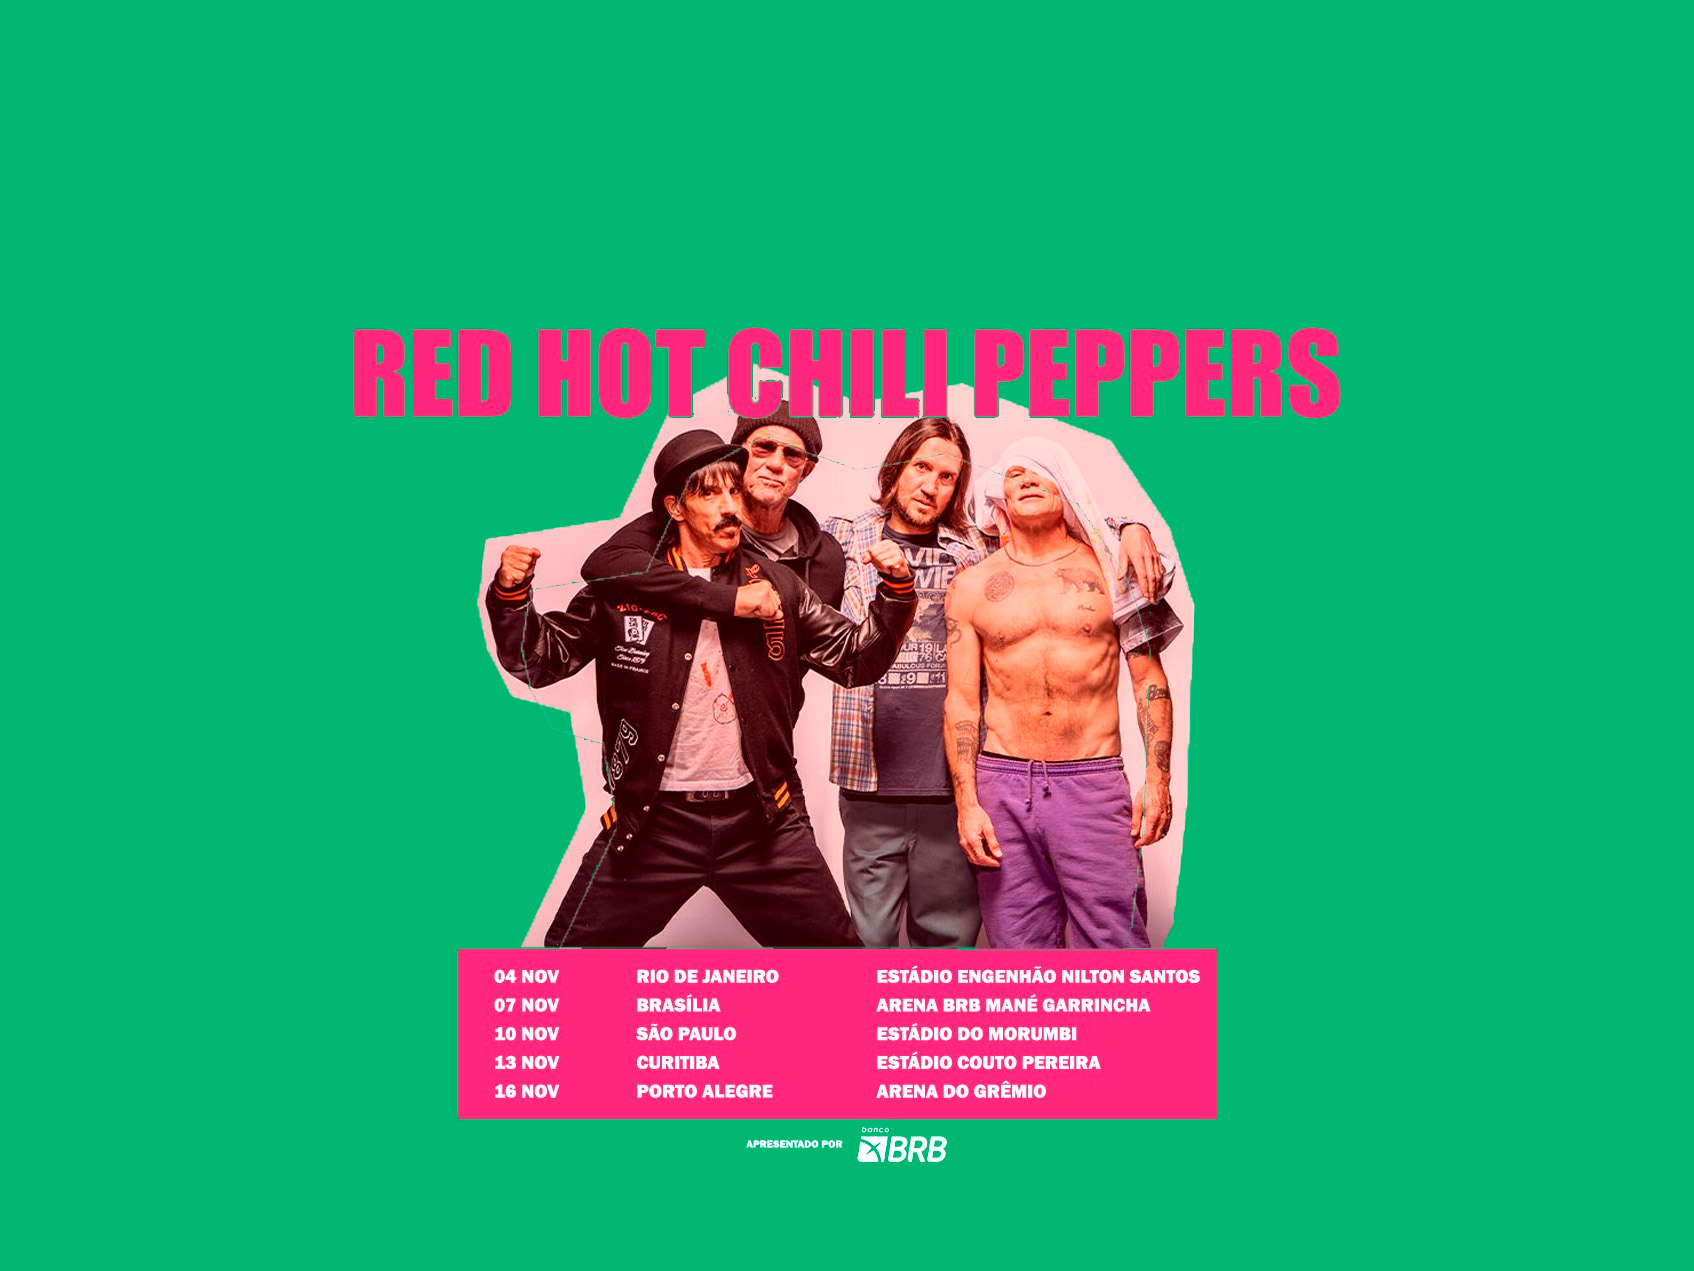 RED HOT CHILI PEPPERS
04 NOV RIO DE JANEIRO ESTÁDIO ENGENHÃO NILTON SANTOS
07 NOV BRASÍLIA ARENA BRB MANÉ GARRINCHA
10 NOV SÃO PAULO ESTÁDIO DO MORUMBI
13 NOV CURITIBA ESTÁDIO COUTO PEREIRA
16 NOV PORTO ALEGRE ARENA DO GRÊMIO
APRESENTADO POR banco BRB